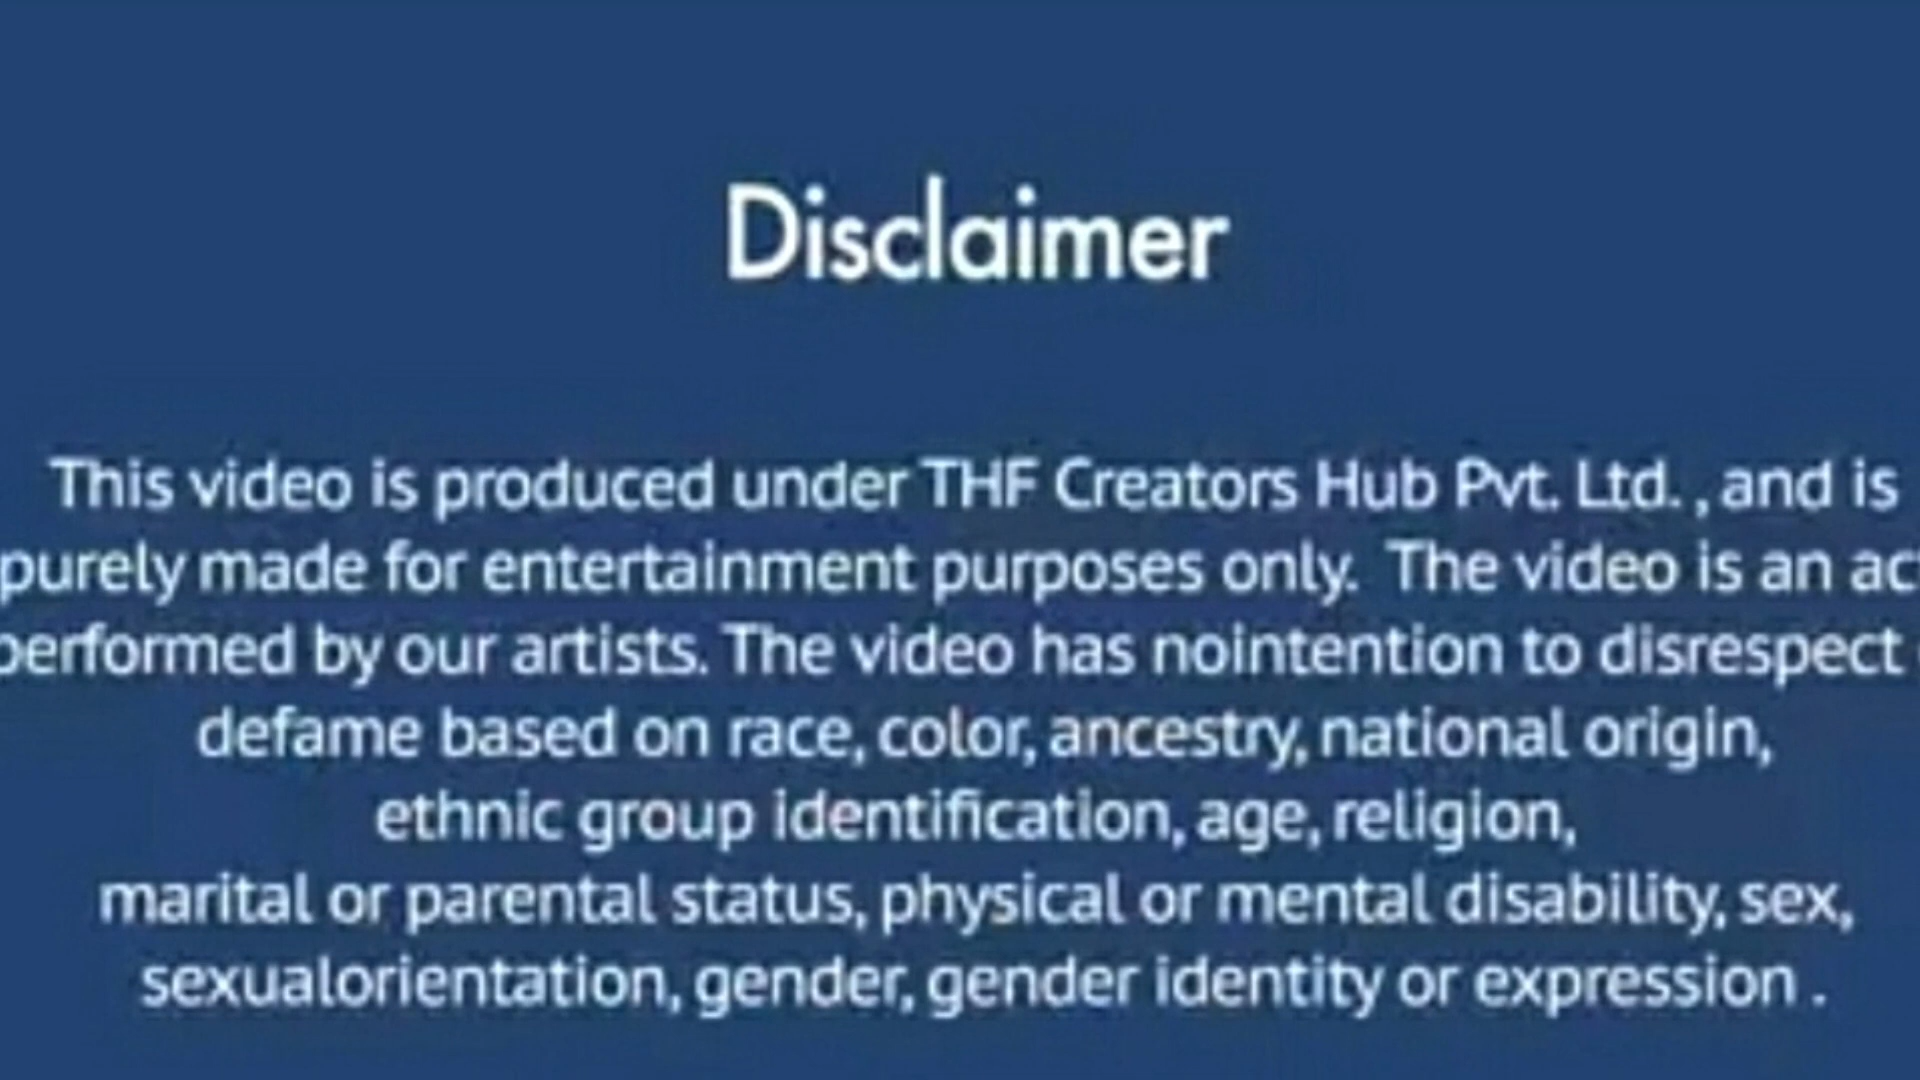 Disclaimer
This video is produced under THF Creators Hub Pvt. Ltd. , and is
purely made for entertainment purposes only. The video is an
performed by our artists. The video has nointention to disrespect
defame based on race, color, ancestry, national origin,
ethnic group identification, age, religion,
marital or parental status, physical or mental disability, sex,
sexualorientation, gender, gender identity or expression .